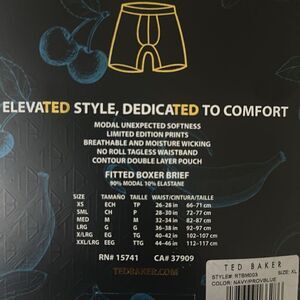 ELEVATED STYLE, DEDICATED TO COMFORT
MODAL UNEXPECTED SOFTNESS
LIMITED EDITION PRINTS
BREATHABLE AND MOISTURE WICKING
NO ROLL TAGLESS WAISTBAND
CONTOUR DOUBLE LAYER POUCH
FITTED BOXER BRIEF
90% MODAL 10% ELASTANE
SIZE TAMAÑO TAILLE WAIST/CINTURA/TAILLE
XS ECH TP 26-28 in 66-71 cm
SML CH P 28-30 in 72-77 cm
MED M M 32-34 in 81-87 cm
LRG G G 36-38 in 91-97 cm
X/LRG EG TG 40-42 in 102-107 cm
XXL/LRG EEG TTG 44-46 in 112-117 cm
RN# 15741 CA# 37909
TEDBAKER.COM
TED BAKER
STYLE#: RTBM003 SIZE: XL
COLOR: NAVY/PROVBLUE